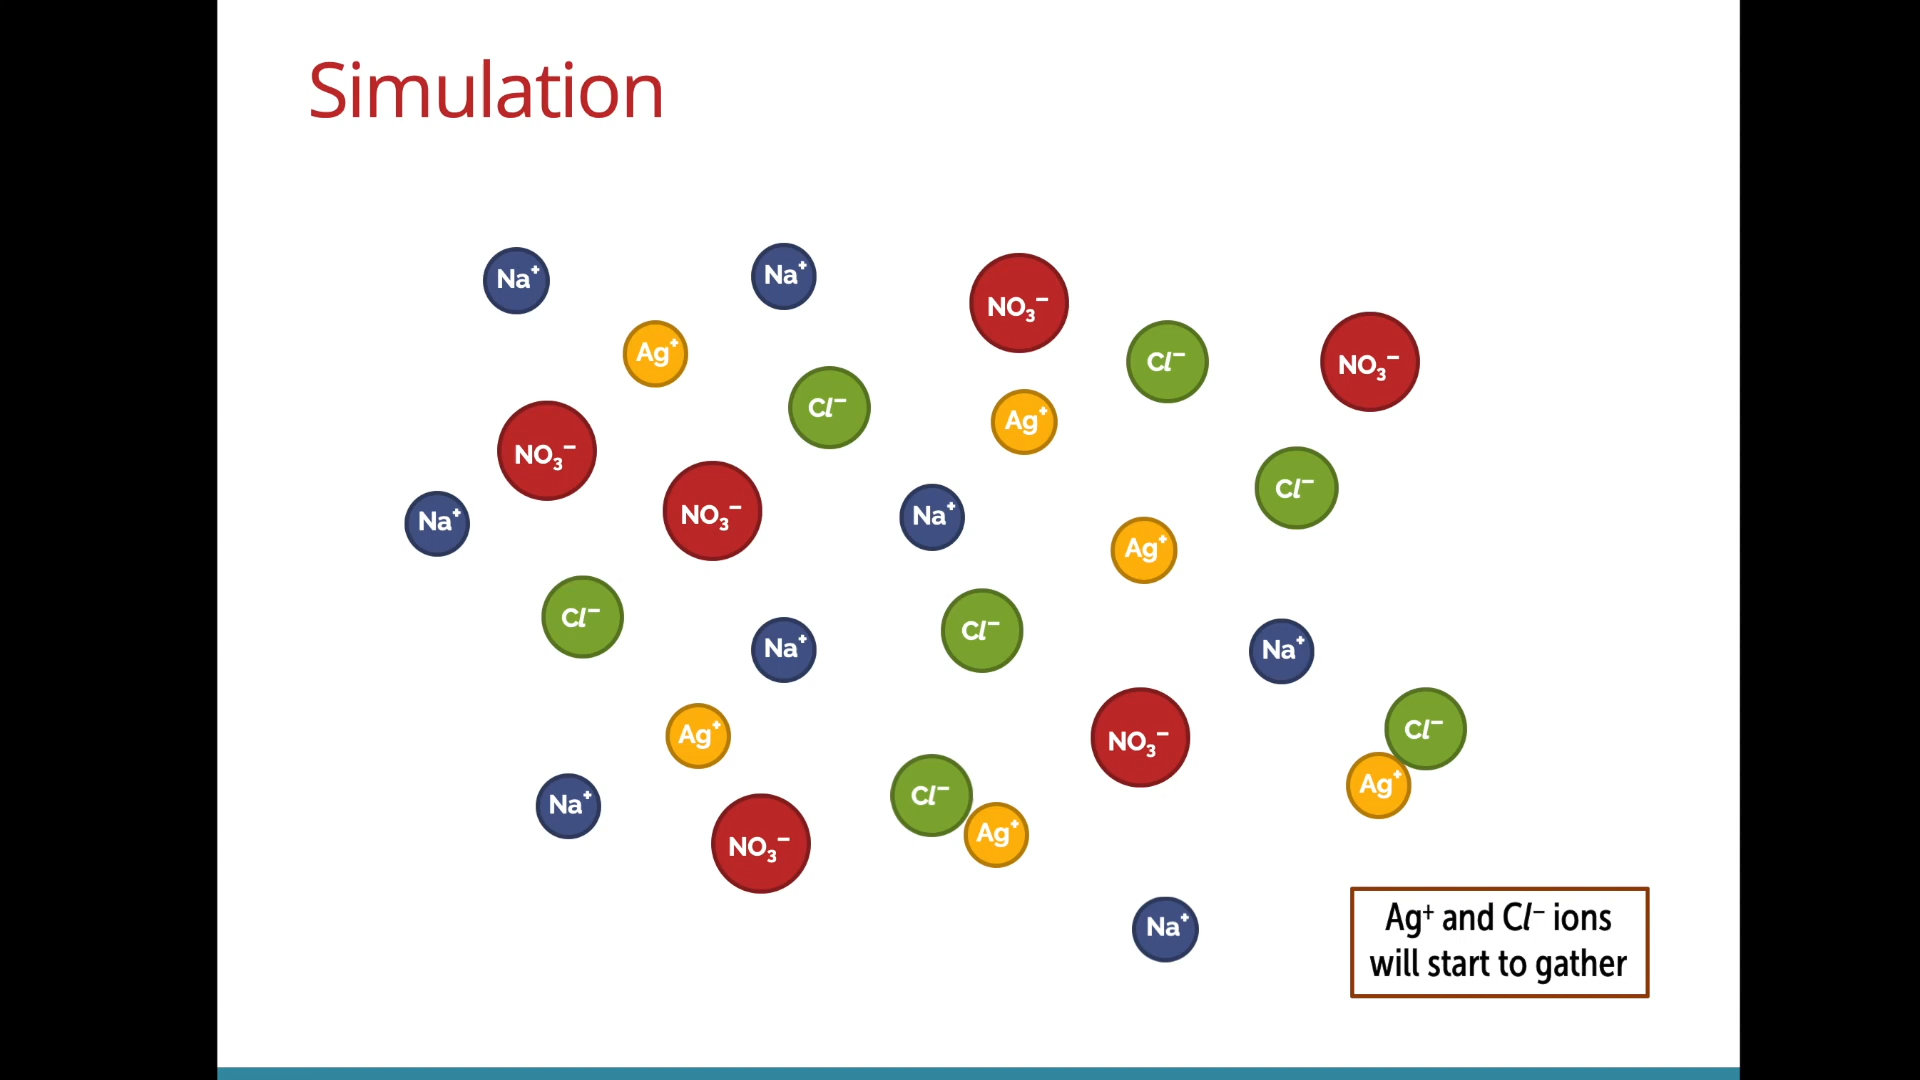 Simulation
Na⁺
Na⁺
NO₃⁻
Ag⁺
Cl⁻
NO₃⁻
Cl⁻
Ag⁺
NO₃⁻
Cl⁻
NO₃⁻
Na⁺
Na⁺
Ag⁺
Cl⁻
Cl⁻
Na⁺
Na⁺
Ag⁺
NO₃⁻
Cl⁻
Ag⁺
Na⁺
Cl⁻
Ag⁺
NO₃⁻
Na⁺
Ag⁺ and Cl⁻ ions
will start to gather